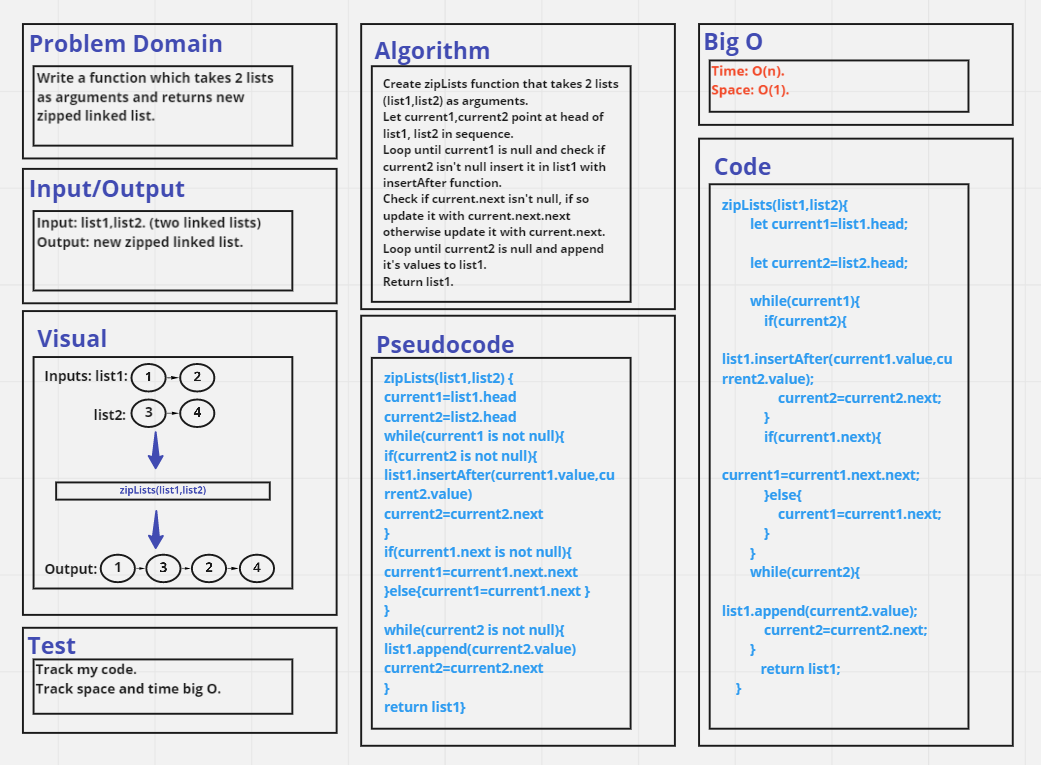 Problem Domain
Write a function which takes 2 lists
as arguments and returns new
zipped linked list.
Input/Output
Input: list1,list2. (two linked lists)
Output: new zipped linked list.
Visual
Inputs: list1: 1 2
list2: 3 4
zipLists(list1,list2)
Output: 1 3 2 4
Test
Track my code.
Track space and time big O.
Algorithm
Create zipLists function that takes 2 lists
(list1,list2) as arguments.
Let current1,current2 point at head of
list1, list2 in sequence.
Loop until current1 is null and check if
current2 isn't null insert it in list1 with
insertAfter function.
Check if current.next isn't null, if so
update it with current.next.next
otherwise update it with current.next.
Loop until current2 is null and append
it's values to list1.
Return list1.
Pseudocode
zipLists(list1,list2) {
current1=list1.head
current2=list2.head
while(current1 is not null){
if(current2 is not null){
list1.insertAfter(current1.value,cu
rrent2.value)
current2=current2.next
}
if(current1.next is not null){
current1=current1.next.next
}else{current1=current1.next }
}
while(current2 is not null){
list1.append(current2.value)
current2=current2.next
}
return list1}
Big O
Time: O(n).
Space: O(1).
Code
zipLists(list1,list2){
let current1=list1.head;
let current2=list2.head;
while(current1){
if(current2){
list1.insertAfter(current1.value,cu
rrent2.value);
current2=current2.next;
}
if(current1.next){
current1=current1.next.next;
}else{
current1=current1.next;
}
}
while(current2){
list1.append(current2.value);
current2=current2.next;
}
return list1;
}